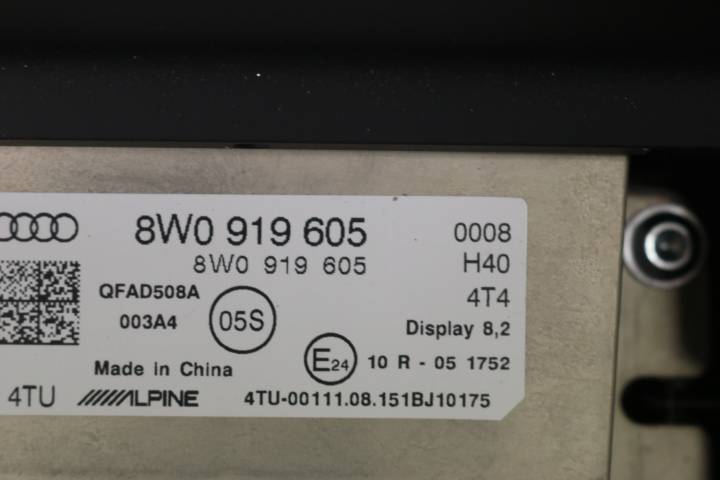 8W0 919 605 0008
8W0 919 605 H40
QFAD508A 4T4
003A4 05S Display 8,2
Made in China E24 10 R - 05 1752
4TU ALPINE 4TU-00111.08.151BJ10175